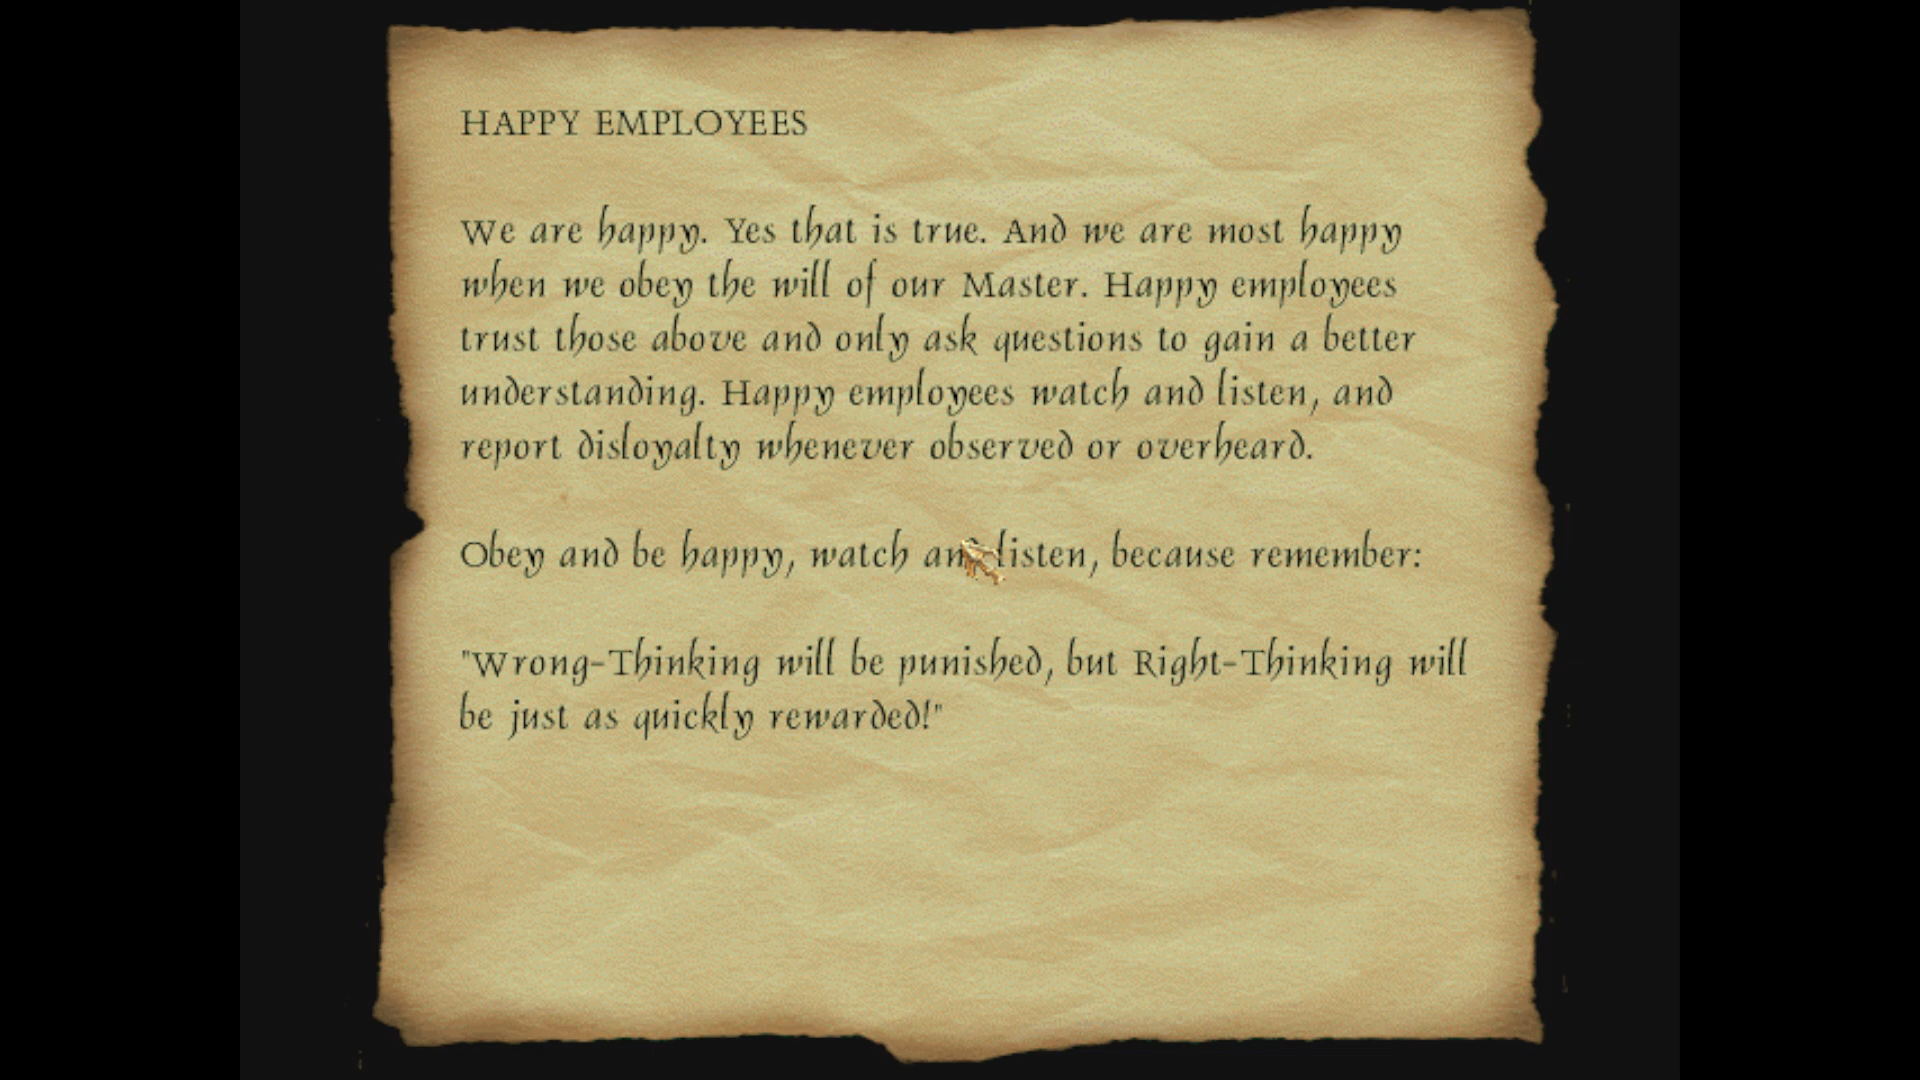 HAPPY EMPLOYEES
We are happy. Yes that is true. And we are most happy
when we obey the will of our Master. Happy employees
trust those above and only ask questions to gain a better
understanding. Happy employees watch and listen, and
report disloyalty whenever observed or overheard.
Obey and be happy, watch and listen, because remember:
"Wrong-Thinking will be punished, but Right-Thinking will
be just as quickly rewarded!"